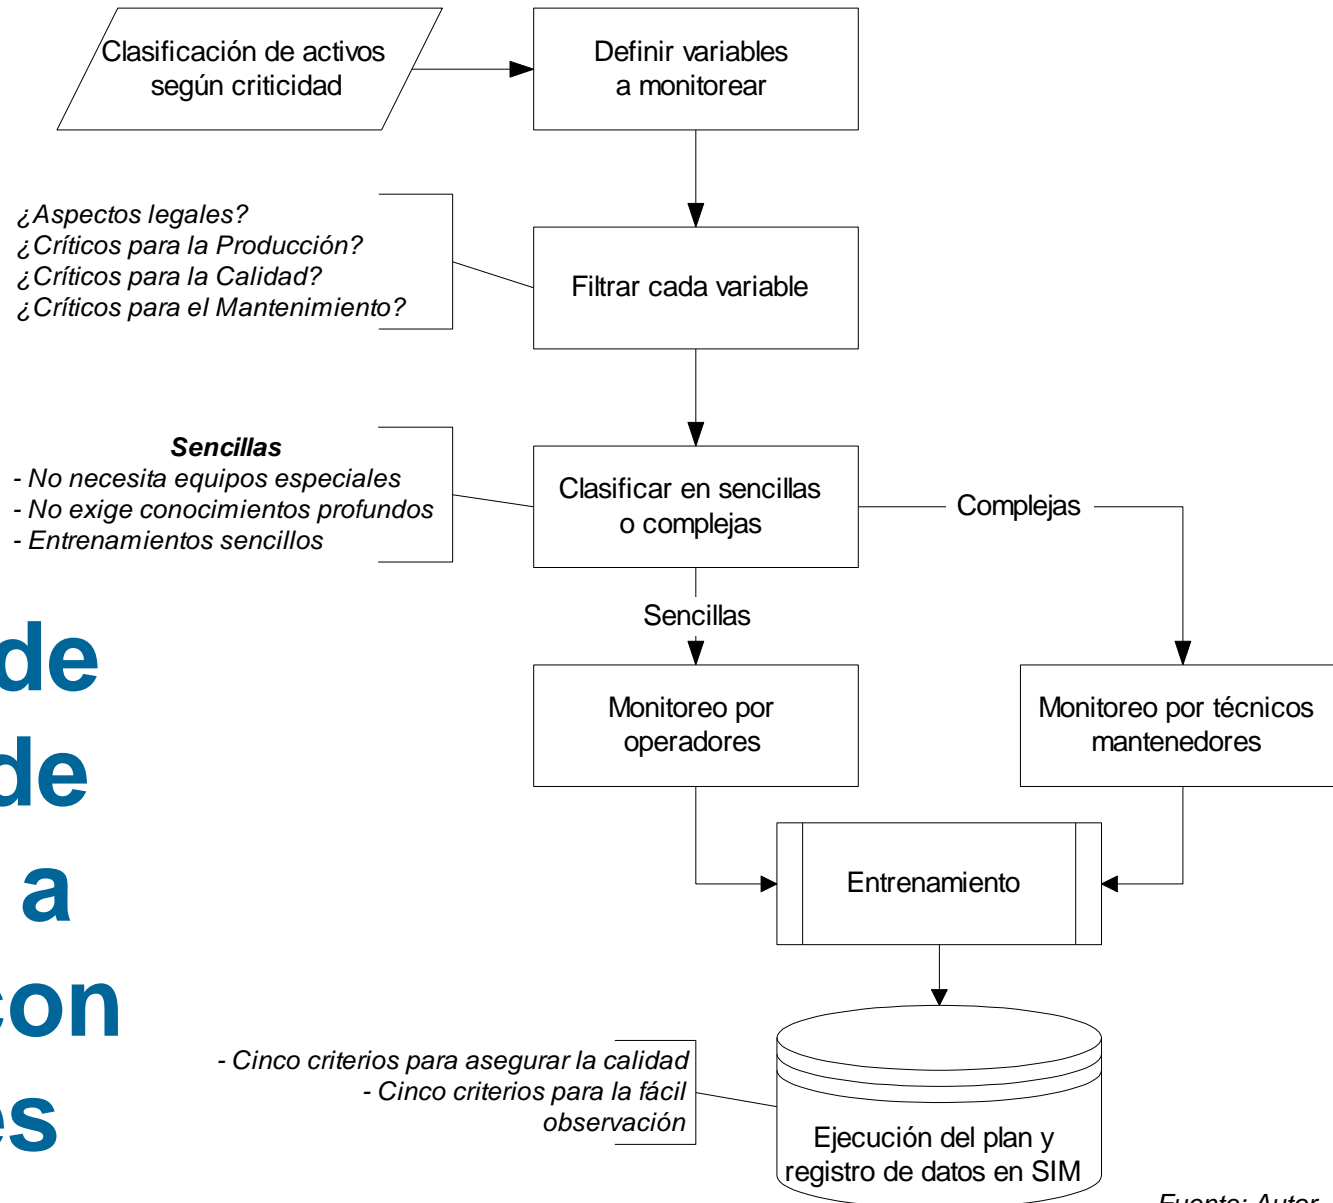 Clasificación de activos
según criticidad
Definir variables
a monitorear
¿Aspectos legales?
¿Críticos para la Producción?
¿Críticos para la Calidad?
¿Críticos para el Mantenimiento?
Filtrar cada variable
Sencillas
- No necesita equipos especiales
- No exige conocimientos profundos
- Entrenamientos sencillos
Clasificar en sencillas
o complejas
Complejas
Sencillas
de
de
a
con
es
Monitoreo por
operadores
Monitoreo por técnicos
mantenedores
Entrenamiento
- Cinco criterios para asegurar la calidad
- Cinco criterios para la fácil
observación
Ejecución del plan y
registro de datos en SIM
Fuente: Autor